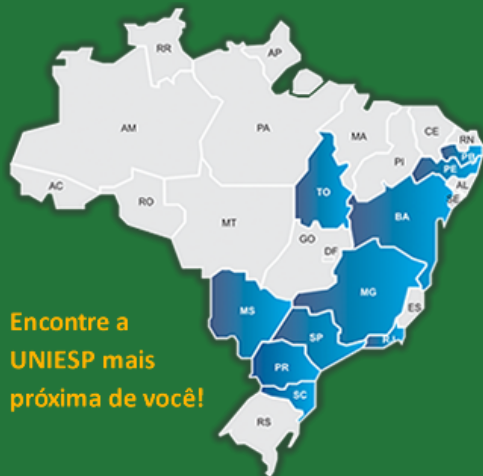 RR
AP
AM
PA
MA
CE
RN
PB
PI
PE
AL
SE
AC
RO
TO
BA
MT
GO
DF
MG
ES
MS
SP
RJ
PR
SC
RS
Encontre a
UNIESP mais
próxima de você!